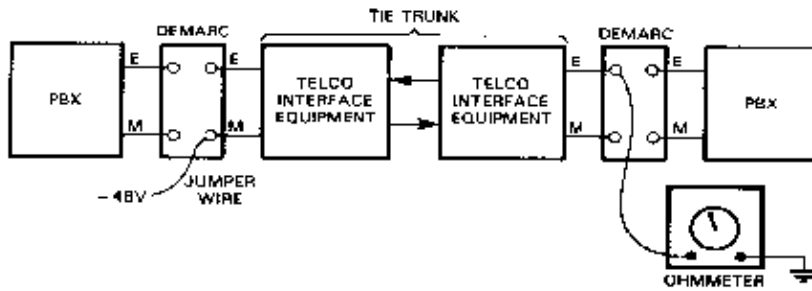 TIE TRUNK
DEMARC
DEMARC
E
E
E
E
PBX
TELCO
INTERFACE
EQUIPMENT
TELCO
INTERFACE
EQUIPMENT
PBX
M
M
M
M
-48V
JUMPER
WIRE
OHMMETER